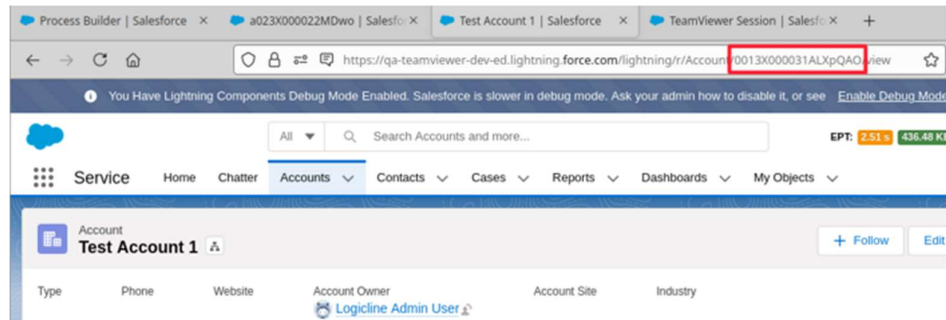 Process Builder | Salesforce
a023X000022MDwo | Salesfo
Test Account 1 | Salesforce
TeamViewer Session | Salesfo
https://qa-teamviewer-dev-ed.lightning.force.com/lightning/r/Account/0013X000031ALXpQAO/view
You Have Lightning Components Debug Mode Enabled. Salesforce is slower in debug mode. Ask your admin how to disable it, or see Enable Debug Mode
All Search Accounts and more... EPT: 2.51 s 436.48 K
Service Home Chatter Accounts Contacts Cases Reports Dashboards My Objects
Account
Test Account 1
+ Follow Edit
Type Phone Website Account Owner Account Site Industry
Logicline Admin User